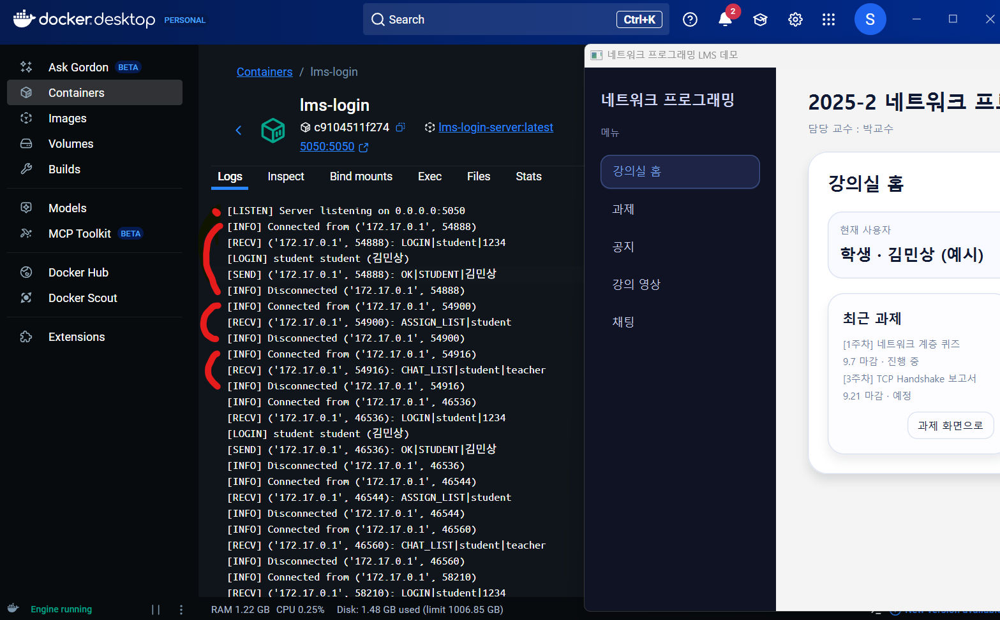 docker.desktop PERSONAL
Search
Ctrl+K
2
S
Ask Gordon BETA
Containers
Images
Volumes
Builds
Models
MCP Toolkit BETA
Docker Hub
Docker Scout
Extensions
Containers / lms-login
lms-login
c9104511f274
lms-login-server:latest
5050:5050
Logs
Inspect
Bind mounts
Exec
Files
Stats
[LISTEN] Server listening on 0.0.0.0:5050
[INFO] Connected from ('172.17.0.1', 54888)
[RECV] ('172.17.0.1', 54888): LOGIN|student|1234
[LOGIN] student student (김민상)
[SEND] ('172.17.0.1', 54888): OK|STUDENT|김민상
[INFO] Disconnected ('172.17.0.1', 54888)
[INFO] Connected from ('172.17.0.1', 54900)
[RECV] ('172.17.0.1', 54900): ASSIGN_LIST|student
[INFO] Disconnected ('172.17.0.1', 54900)
[INFO] Connected from ('172.17.0.1', 54916)
[RECV] ('172.17.0.1', 54916): CHAT_LIST|student|teacher
[INFO] Disconnected ('172.17.0.1', 54916)
[INFO] Connected from ('172.17.0.1', 46536)
[RECV] ('172.17.0.1', 46536): LOGIN|student|1234
[LOGIN] student student (김민상)
[SEND] ('172.17.0.1', 46536): OK|STUDENT|김민상
[INFO] Disconnected ('172.17.0.1', 46536)
[INFO] Connected from ('172.17.0.1', 46544)
[RECV] ('172.17.0.1', 46544): ASSIGN_LIST|student
[INFO] Disconnected ('172.17.0.1', 46544)
[INFO] Connected from ('172.17.0.1', 46560)
[RECV] ('172.17.0.1', 46560): CHAT_LIST|student|teacher
[INFO] Disconnected ('172.17.0.1', 46560)
[INFO] Connected from ('172.17.0.1', 58210)
[RECV] ('172.17.0.1', 58210): LOGIN|student|1234
네트워크 프로그래밍 LMS 데모
네트워크 프로그래밍
메뉴
강의실 홈
과제
공지
강의 영상
채팅
2025-2 네트워크
담당 교수 : 박교수
강의실 홈
현재 사용자
학생 · 김민상 (예시)
최근 과제
[1주차] 네트워크 계층 퀴즈
9.7 마감 · 진행 중
[3주차] TCP Handshake 보고서
9.21 마감 · 예정
과제 화면으로
Engine running
RAM 1.22 GB CPU 0.25% Disk: 1.48 GB used (limit 1006.85 GB)